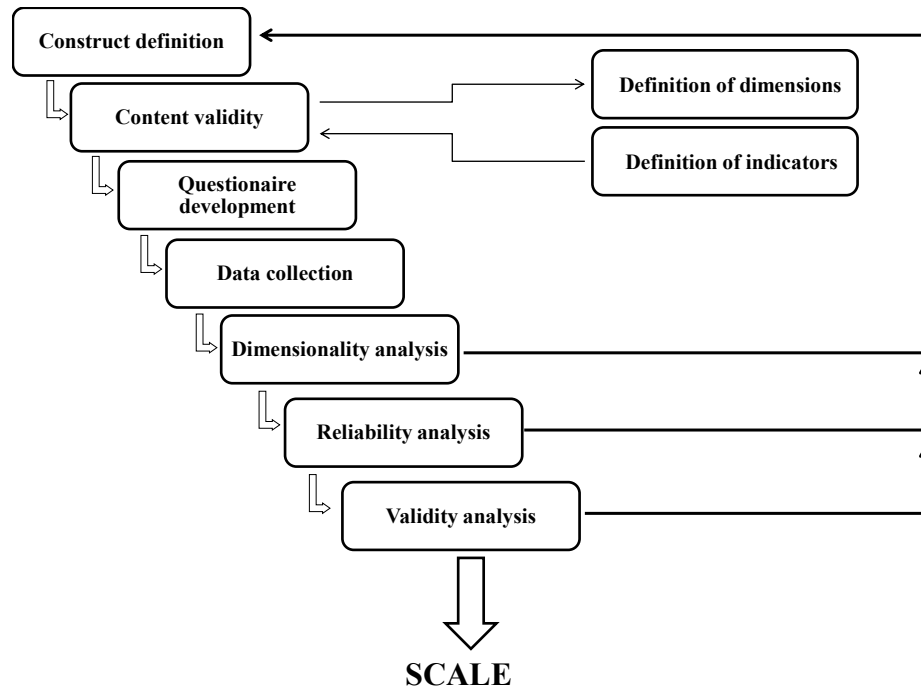 Construct definition
Content validity
Definition of dimensions
Definition of indicators
Questionaire
development
Data collection
Dimensionality analysis
Reliability analysis
Validity analysis
SCALE